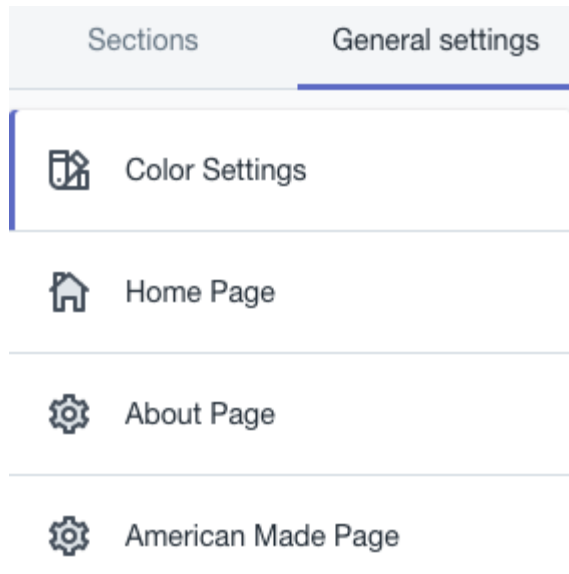 Sections General settings
Color Settings
Home Page
About Page
American Made Page